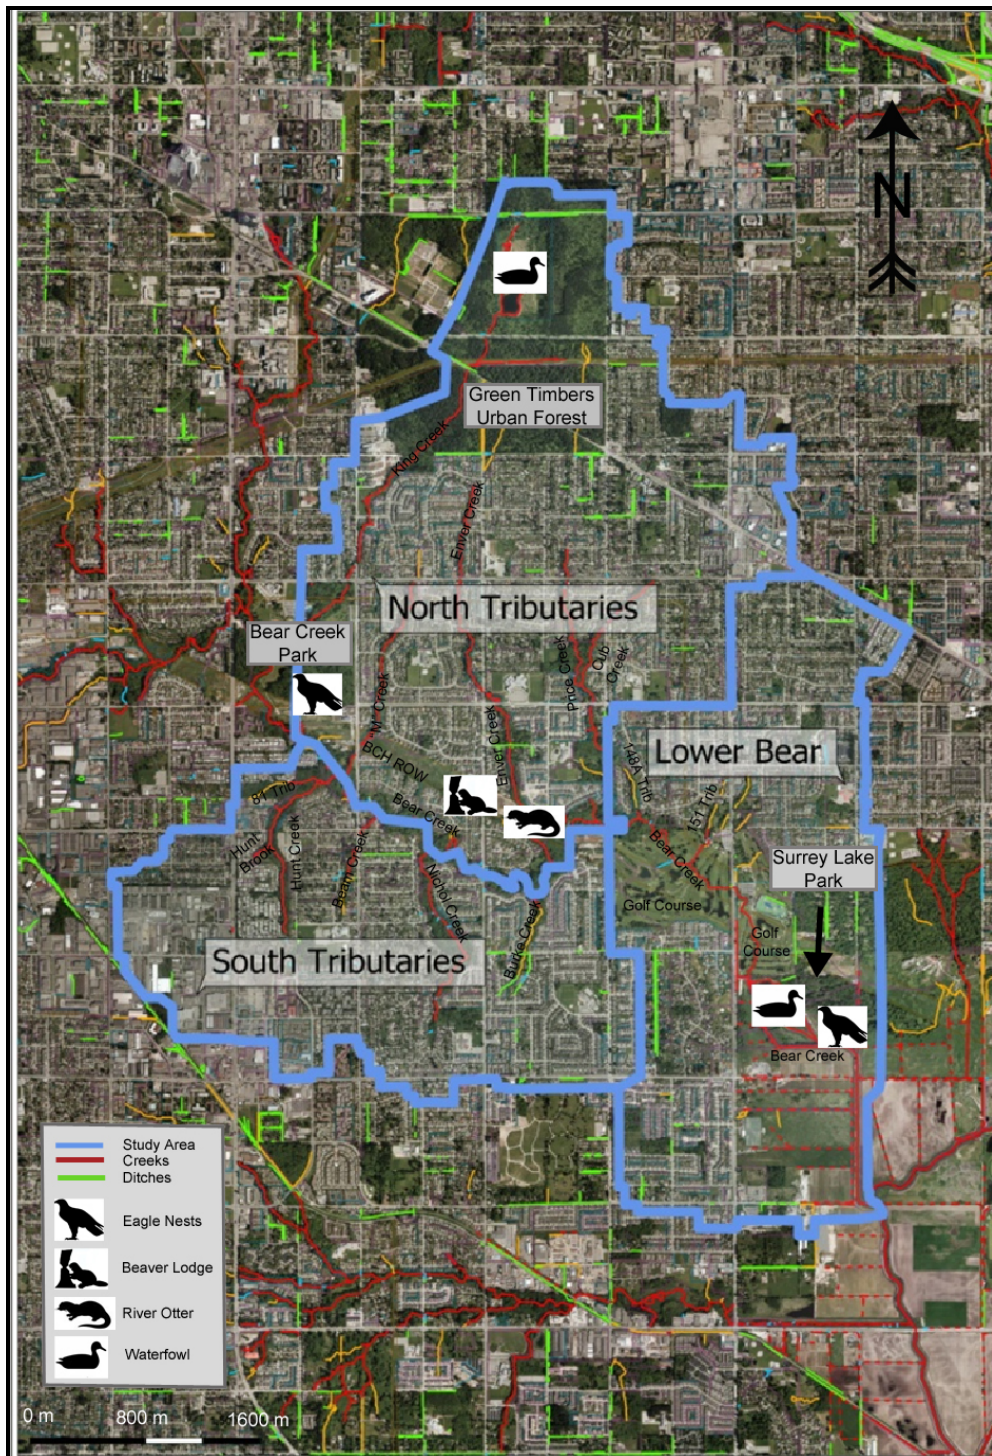 N
Green Timbers
Urban Forest
King Creek
Enver Creek
North Tributaries
Bear Creek
Park
Price Creek
Cub
Creek
"M" Creek
Enver Creek
BCH ROW
Lower Bear
148A Trib
151 Trib
81 Trib
Bear Creek
Hunt
Brook
Hunt Creek
Beam Creek
Nichol Creek
Burke Creek
Bear Creek
Surrey Lake
Park
Golf Course
Golf
Course
South Tributaries
Bear Creek
Study Area
Creeks
Ditches
Eagle Nests
Beaver Lodge
River Otter
Waterfowl
0 m
800 m
1600 m